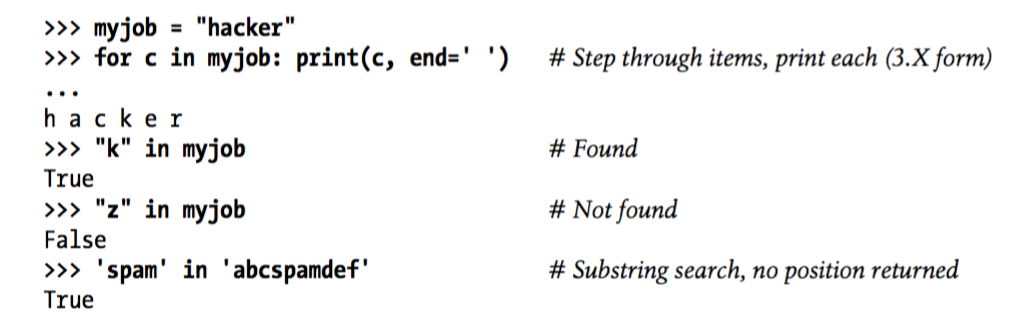 >>> myjob = "hacker"
>>> for c in myjob: print(c, end=' ') # Step through items, print each (3.X form)
...
h a c k e r
>>> "k" in myjob # Found
True
>>> "z" in myjob # Not found
False
>>> 'spam' in 'abcspamdef' # Substring search, no position returned
True